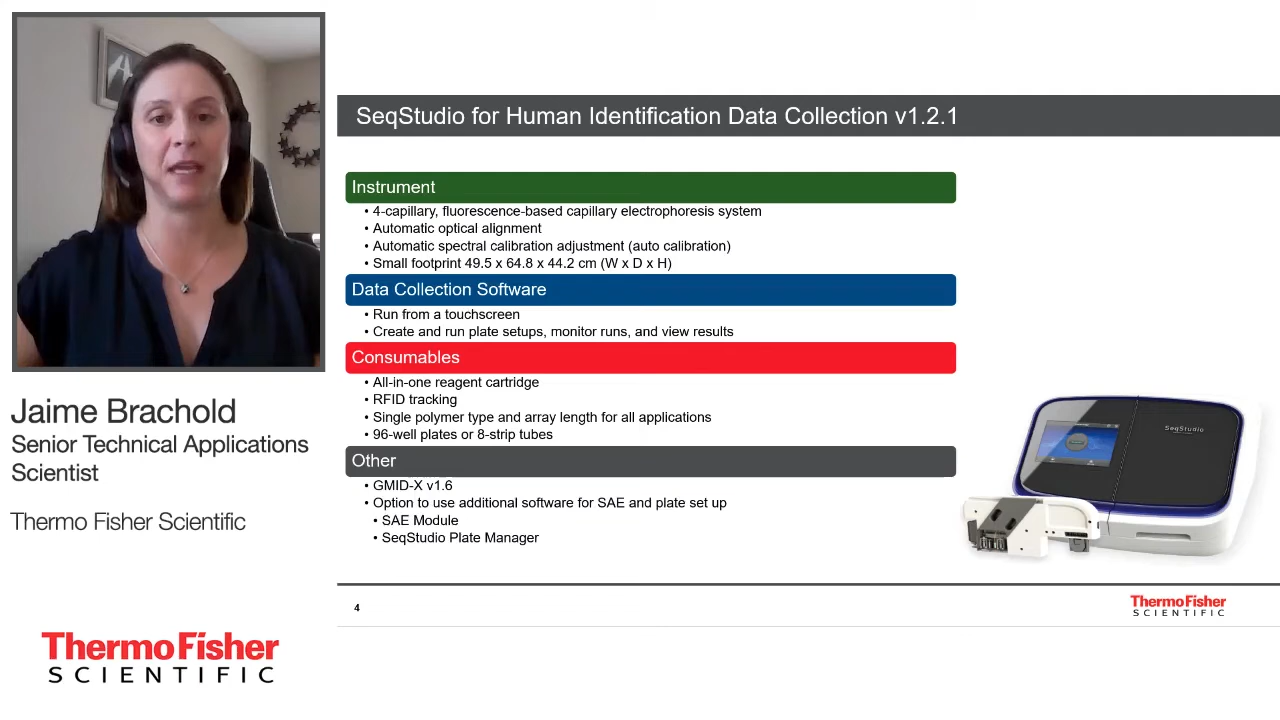 SeqStudio for Human Identification Data Collection v1.2.1
Instrument
• 4-capillary, fluorescence-based capillary electrophoresis system
• Automatic optical alignment
• Automatic spectral calibration adjustment (auto calibration)
• Small footprint 49.5 x 64.8 x 44.2 cm (W x D x H)
Data Collection Software
• Run from a touchscreen
• Create and run plate setups, monitor runs, and view results
Consumables
• All-in-one reagent cartridge
• RFID tracking
• Single polymer type and array length for all applications
• 96-well plates or 8-strip tubes
Other
• GMID-X v1.6
• Option to use additional software for SAE and plate set up
• SAE Module
• SeqStudio Plate Manager
SeqStudio
4
ThermoFisher
SCIENTIFIC
Jaime Brachold
Senior Technical Applications
Scientist
Thermo Fisher Scientific
ThermoFisher
SCIENTIFIC